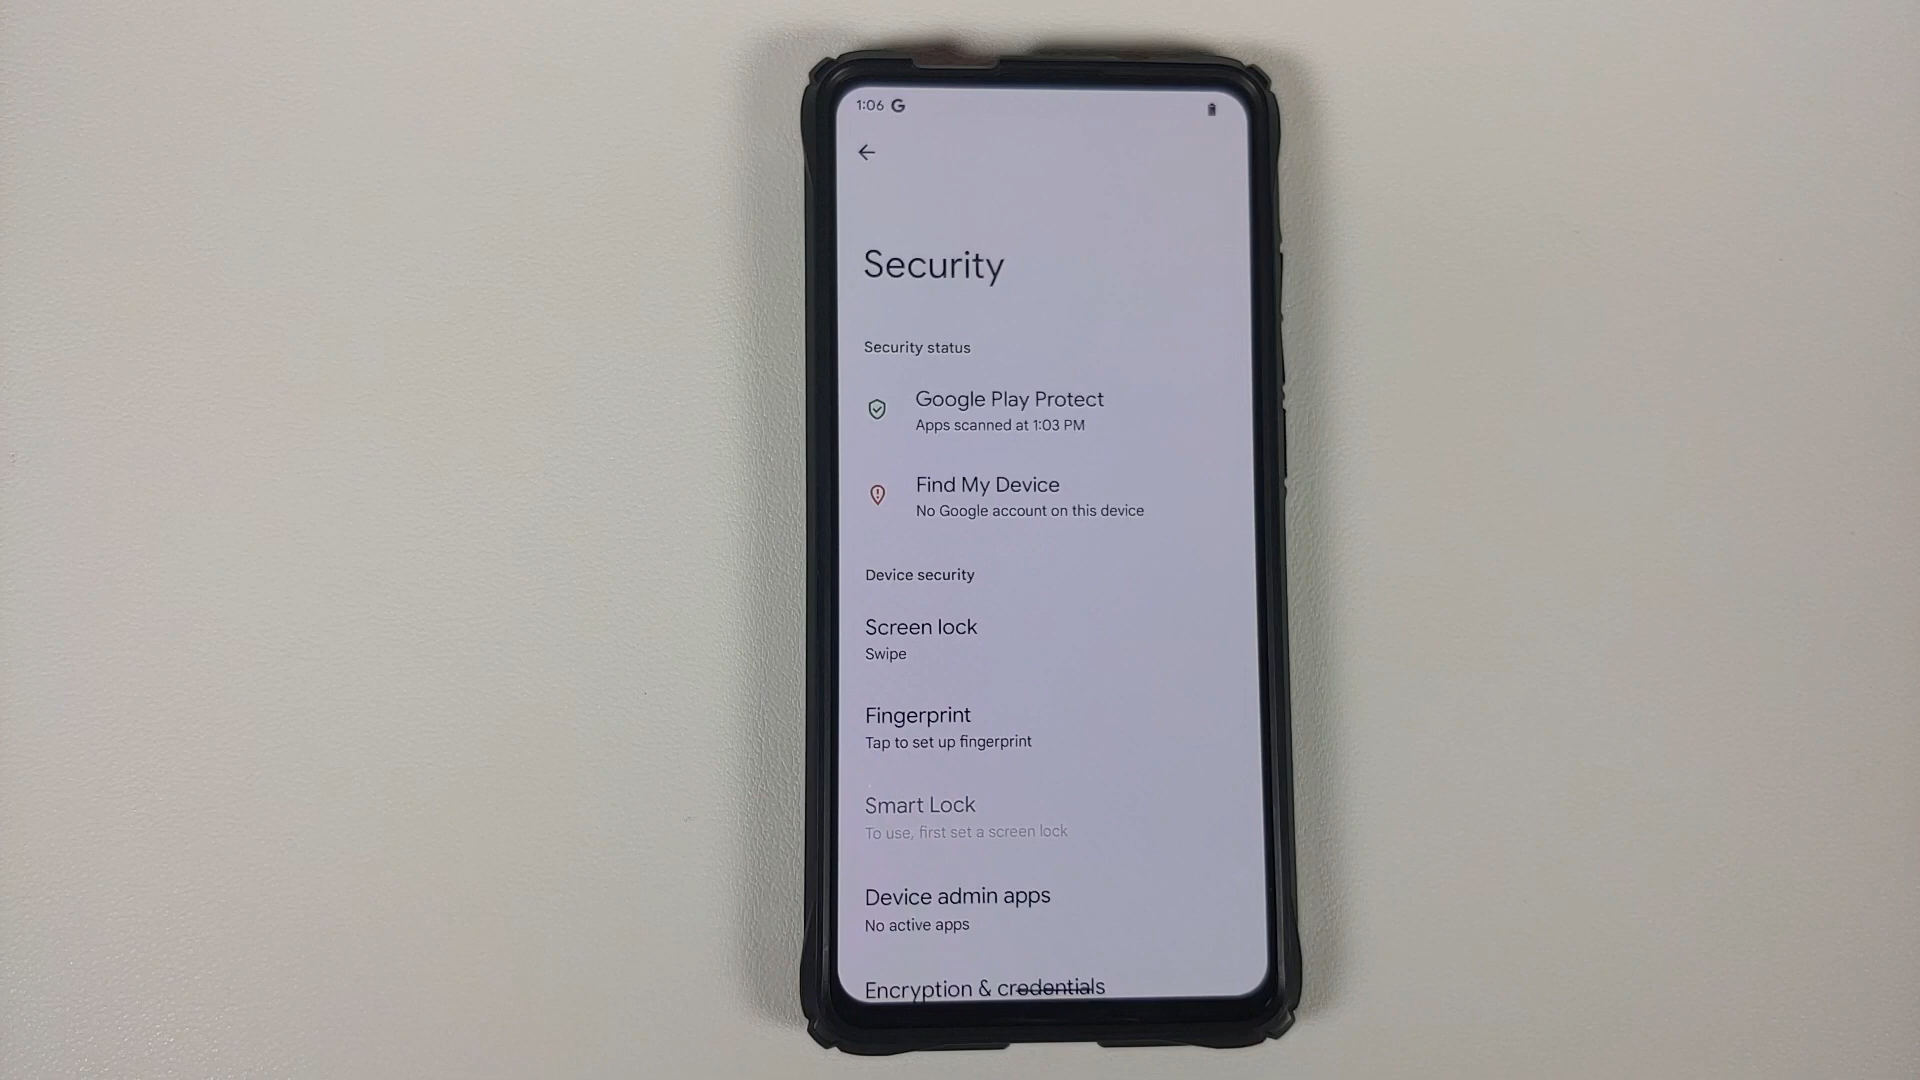 1:06 G
Security
Security status
Google Play Protect
Apps scanned at 1:03 PM
Find My Device
No Google account on this device
Device security
Screen lock
Swipe
Fingerprint
Tap to set up fingerprint
Smart Lock
To use, first set a screen lock
Device admin apps
No active apps
Encryption & credentials